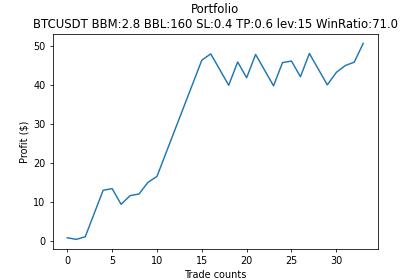 Portfolio
BTCUSDT BBM:2.8 BBL:160 SL:0.4 TP:0.6 lev:15 WinRatio:71.0
50
40
30
20
10
0
Profit ($)
0 5 10 15 20 25 30
Trade counts